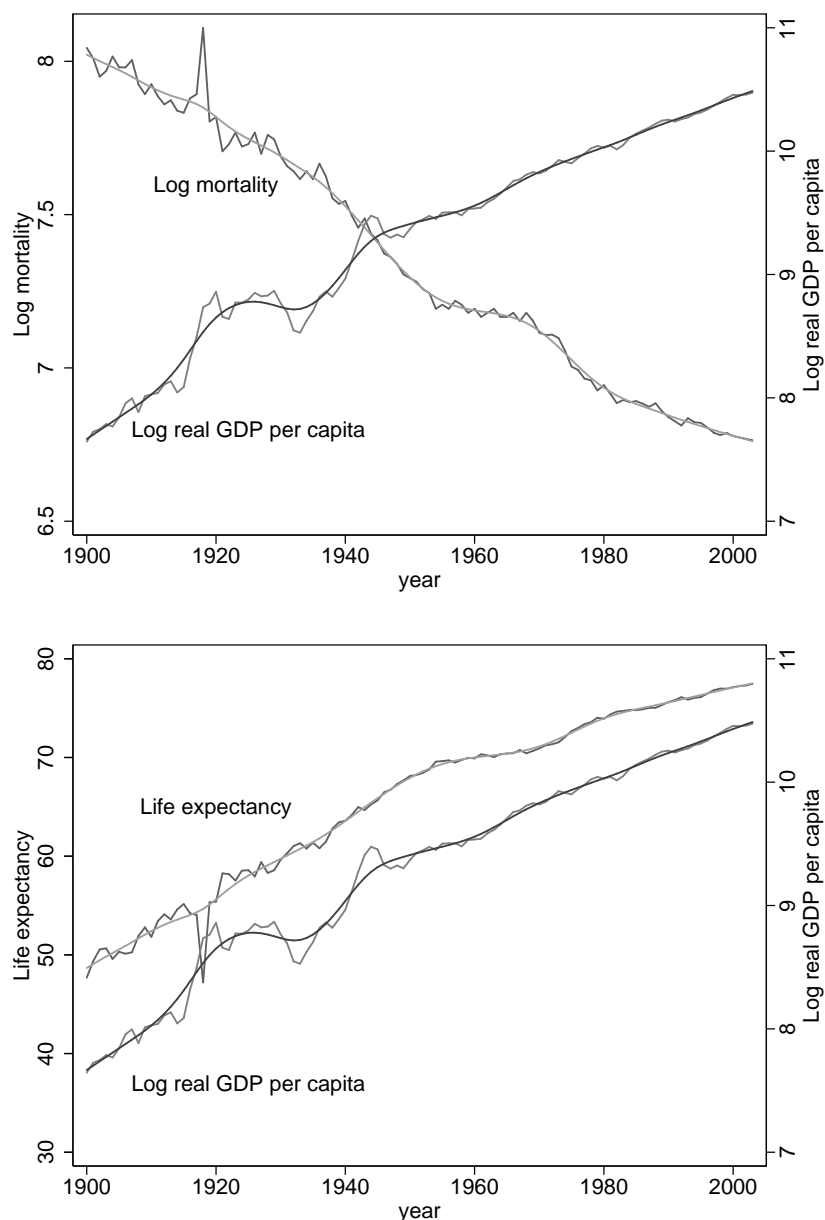 Log mortality
8
7.5
7
6.5
Log mortality
Log real GDP per capita
11
10
9
8
7
Log real GDP per capita
1900 1920 1940 1960 1980 2000
year
Life expectancy
80
70
60
50
40
30
Life expectancy
Log real GDP per capita
11
10
9
8
7
Log real GDP per capita
1900 1920 1940 1960 1980 2000
year